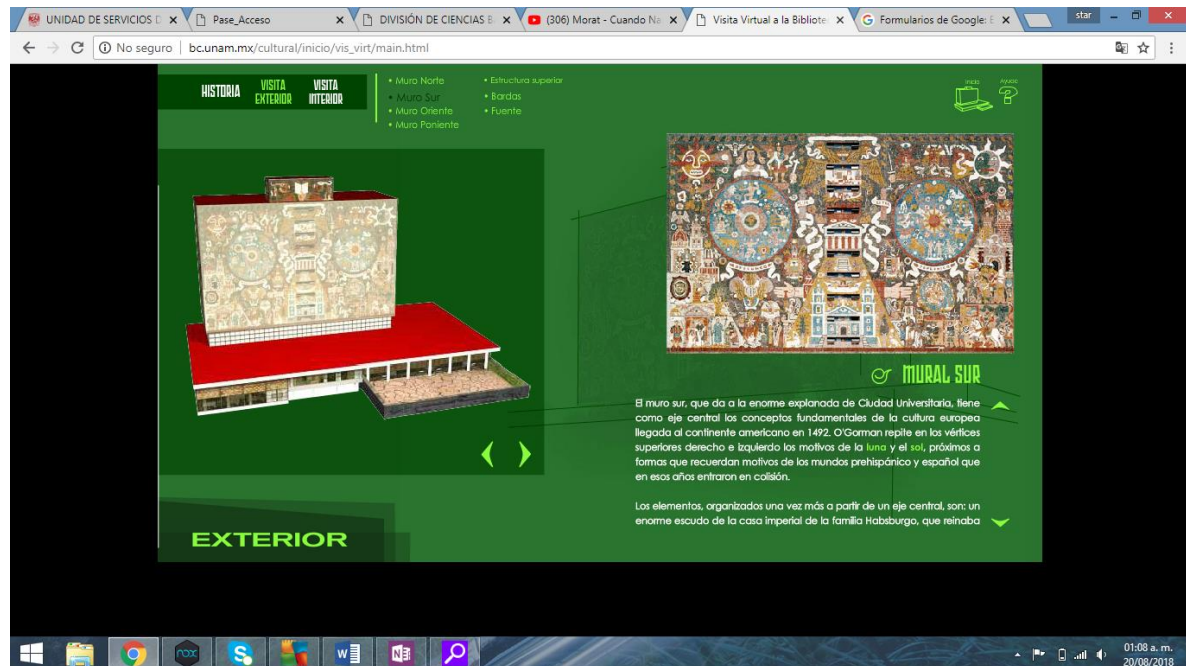 UNIDAD DE SERVICIOS D
Pase_Acceso
DIVISIÓN DE CIENCIAS B
(306) Morat - Cuando Na
Visita Virtual a la Bibliote
Formularios de Google: E
star
No seguro | bc.unam.mx/cultural/inicio/vis_virt/main.html
HISTORIA
VISITA
EXTERIOR
VISITA
INTERIOR
• Muro Norte
• Muro Sur
• Muro Oriente
• Muro Poniente
• Estructura superior
• Bardas
• Fuente
Inicio
Ayuda
MURAL SUR
El muro sur, que da a la enorme explanada de Ciudad Universitaria, tiene
como eje central los conceptos fundamentales de la cultura europea
llegada al continente americano en 1492. O'Gorman repite en los vértices
superiores derecho e izquierdo los motivos de la luna y el sol, próximos a
formas que recuerdan motivos de los mundos prehispánico y español que
en esos años entraron en colisión.
Los elementos, organizados una vez más a partir de un eje central, son: un
enorme escudo de la casa imperial de la familia Habsburgo, que reinaba
EXTERIOR
nox
01:08 a. m.
20/08/2018